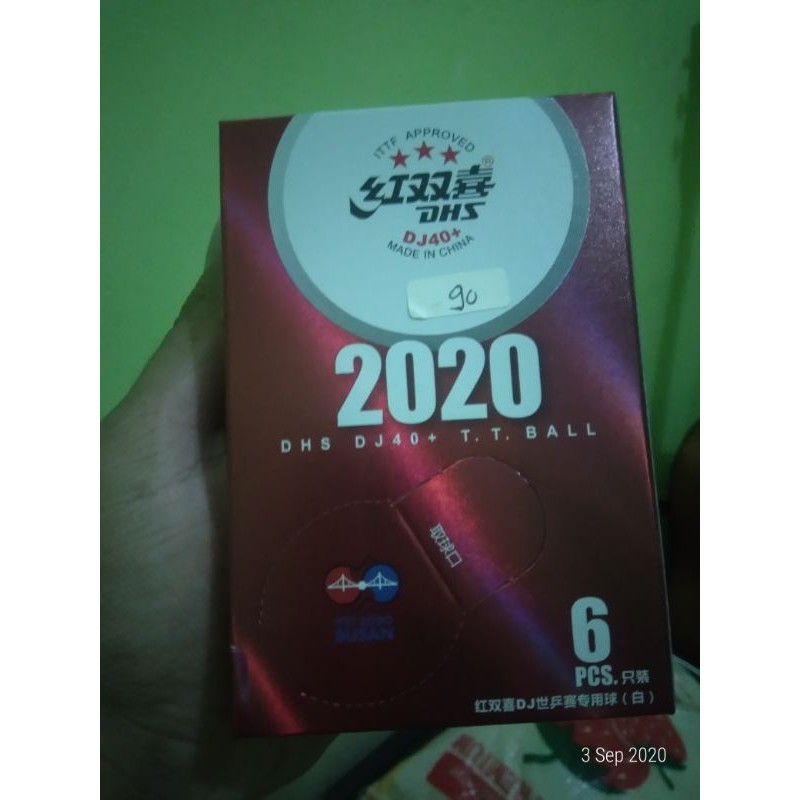 ITTF APPROVED
红双喜®
DHS
DJ40+
MADE IN CHINA
90
2020
DHS DJ40+ T.T. BALL
取球口
BUSAN
6
PCS. 只装
红双喜DJ世乒赛专用球(白)
3 Sep 2020